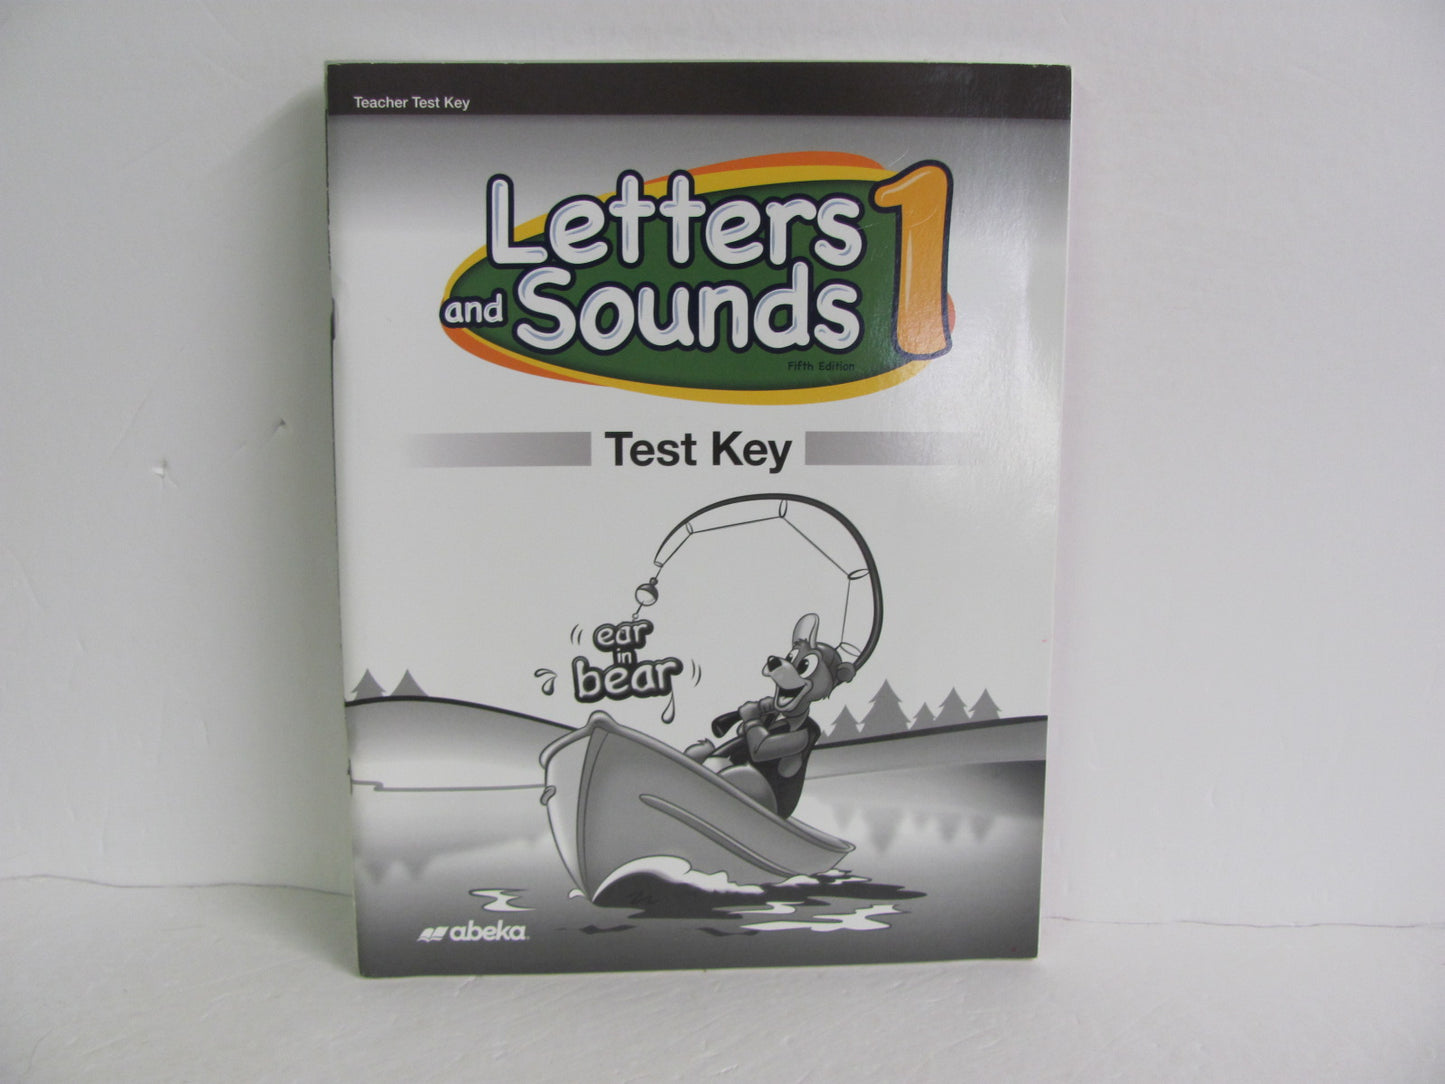 Teacher Test Key
Letters 1
and Sounds
Fifth Edition
Test Key
ear
in
bear
abeka